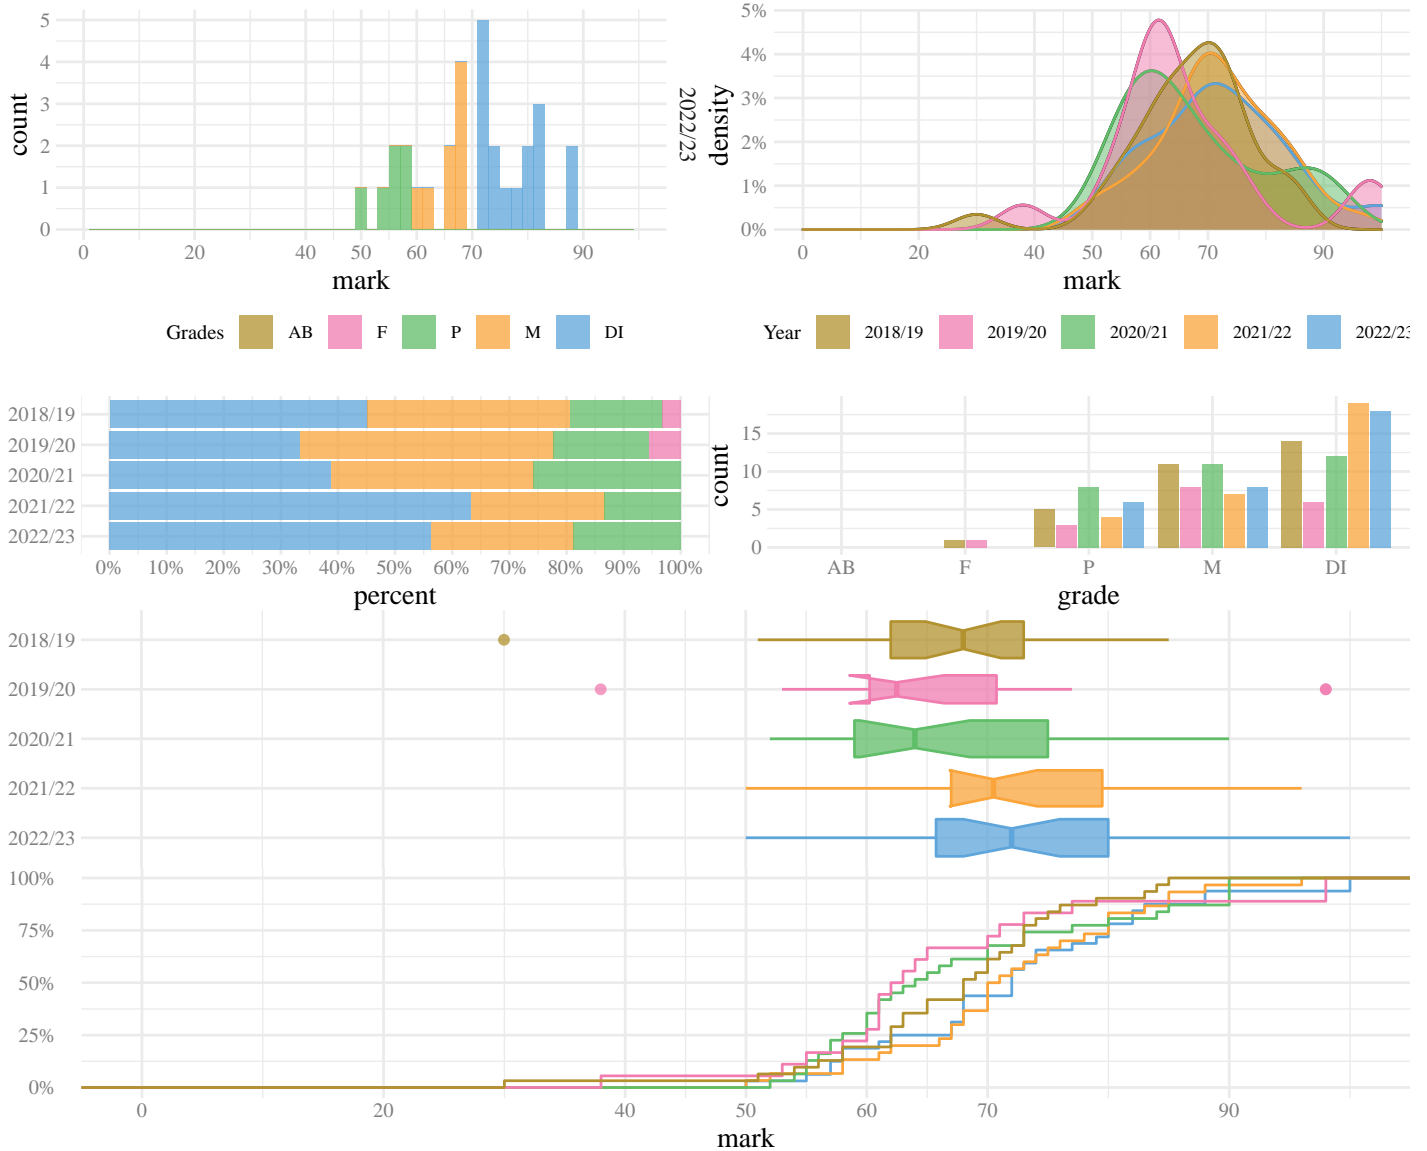 5
4
3
2
1
0
count
0 20 40 50 60 70 90
mark
2022/23
5%
4%
3%
2%
1%
0%
density
0 20 40 50 60 70 90
mark
Grades AB F P M DI
Year 2018/19 2019/20 2020/21 2021/22 2022/23
2018/19
2019/20
2020/21
2021/22
2022/23
0% 10% 20% 30% 40% 50% 60% 70% 80% 90% 100%
percent
15
10
5
0
count
AB F P M DI
grade
2018/19
2019/20
2020/21
2021/22
2022/23
100%
75%
50%
25%
0%
0 20 40 50 60 70 90
mark